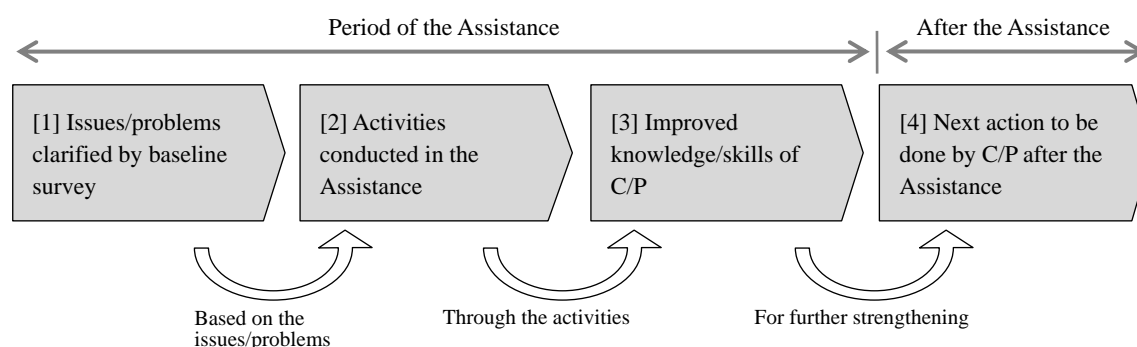 Period of the Assistance
After the Assistance
[1] Issues/problems
clarified by baseline
survey
[2] Activities
conducted in the
Assistance
[3] Improved
knowledge/skills of
C/P
[4] Next action to be
done by C/P after the
Assistance
Based on the
issues/problems
Through the activities
For further strengthening